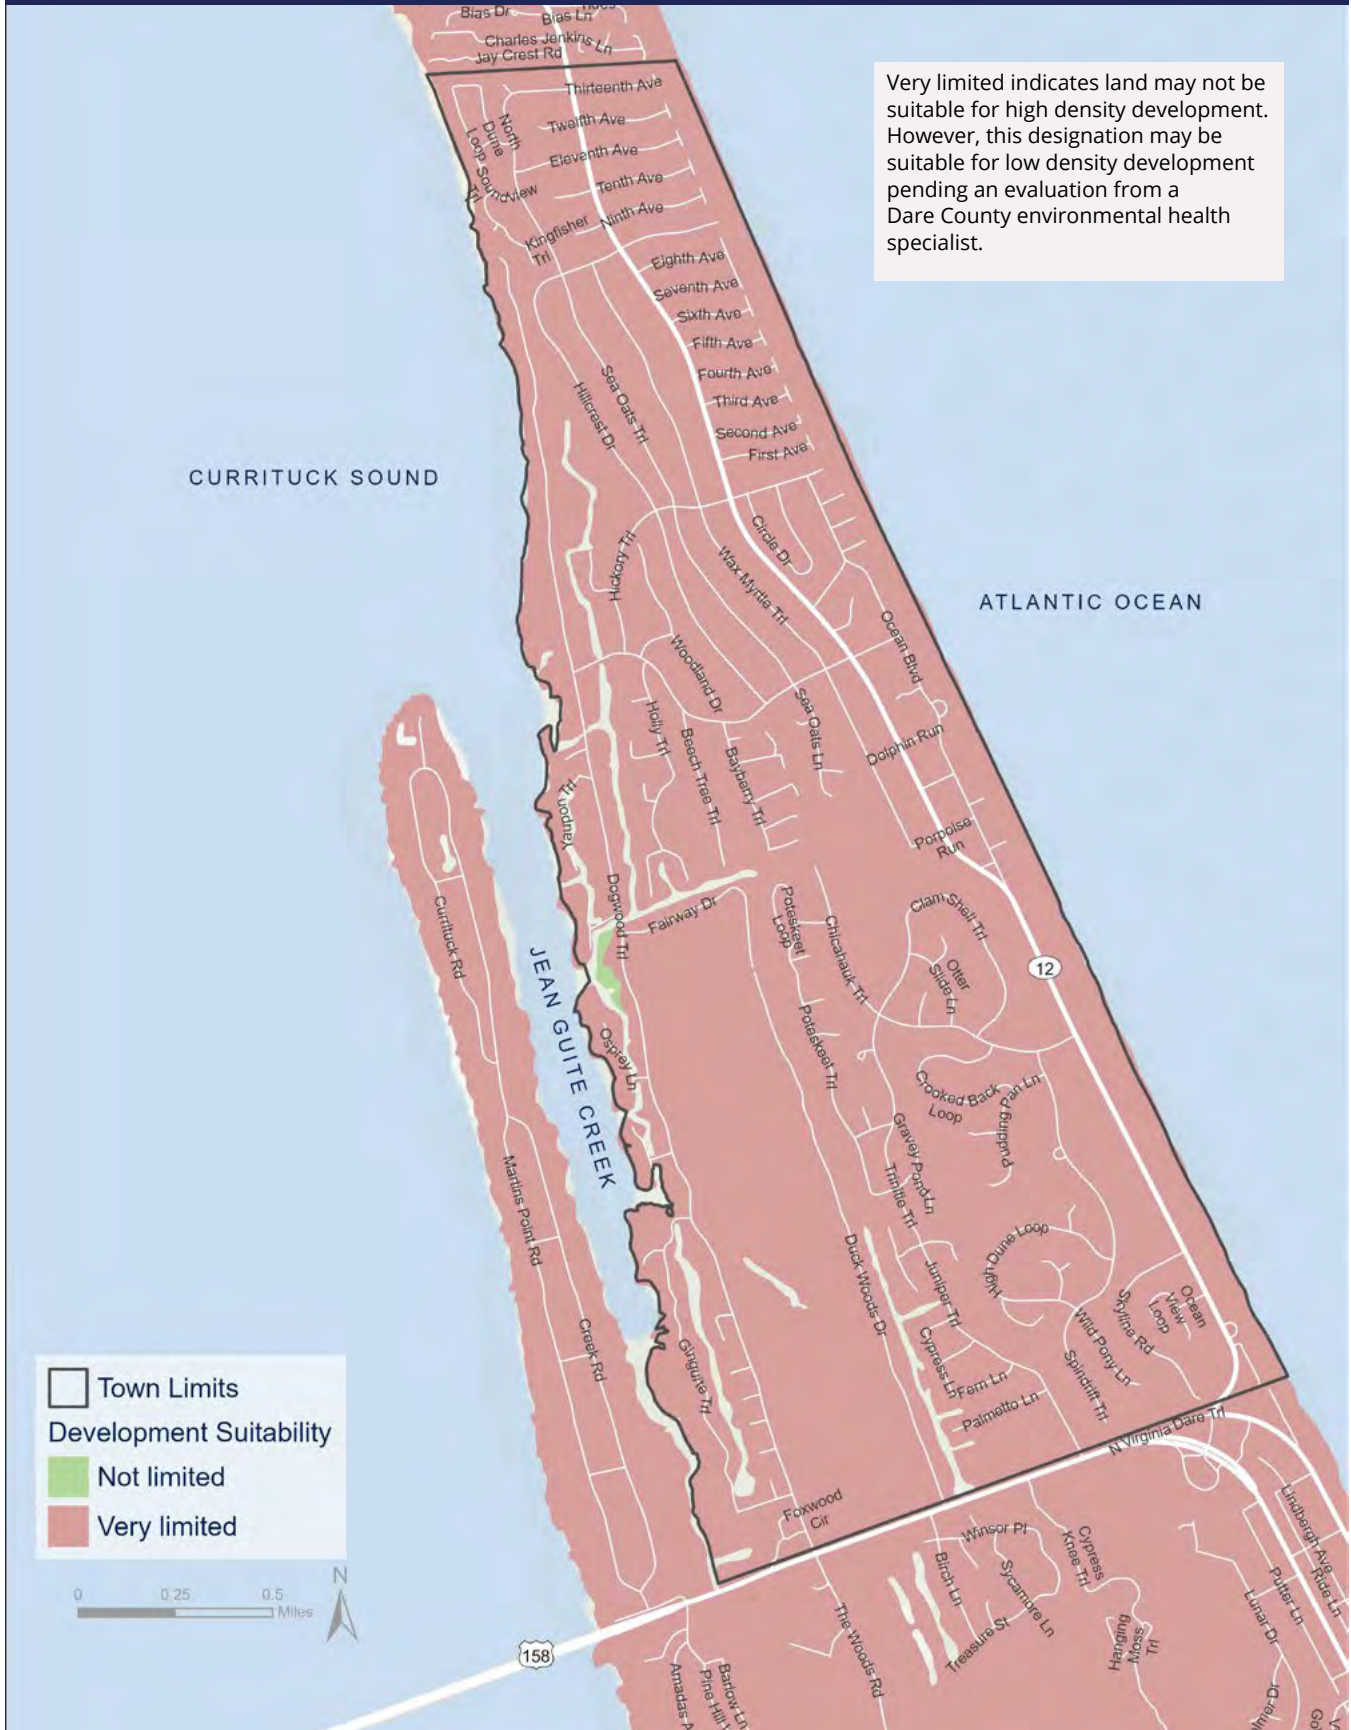 Bias Dr
Bias Ln
Charles Jenkins Ln
Jay Crest Rd
Very limited indicates land may not be
suitable for high density development.
However, this designation may be
suitable for low density development
pending an evaluation from a
Dare County environmental health
specialist.
Thirteenth Ave
North
Dune
Loop
Twelfth Ave
Eleventh Ave
Soundview
Trl
Tenth Ave
Ninth Ave
Kingfisher
Trl
Eighth Ave
Seventh Ave
Sixth Ave
Fifth Ave
Fourth Ave
Third Ave
Second Ave
First Ave
Sea Oats Trl
Hillcrest Dr
CURRITUCK SOUND
Circle Dr
Hickory Trl
Wax Myrtle Trl
ATLANTIC OCEAN
Ocean Blvd
Woodland Dr
Holly Trl
Beech Tree Trl
Bayberry Trl
Sea Oats Ln
Dolphin Run
Yaupon Trl
Porpoise
Run
Dogwood Trl
Fairway Dr
Poteskeet
Loop
Chicahauk Trl
Clam Shell Trl
Otter
Slide Ln
12
Currituck Rd
JEAN GUITE CREEK
Osprey Ln
Poteskeet Trl
Crooked Back
Loop
Pudding Pan Ln
Gravey Pond Ln
Trinitie Trl
Martins Point Rd
High Dune Loop
Duck Woods Dr
Juniper Trl
Ocean
View
Loop
Skyline Rd
Wild Pony Ln
Spindrift Trl
Creek Rd
Ginguite Trl
Cypress Ln
Fern Ln
Palmetto Ln
N Virginia Dare Trl
Town Limits
Development Suitability
Not limited
Very limited
Foxwood
Cir
Winsor Pl
Cypress
Knee Trl
Lindbergh Ave
Ride Ln
Putter Ln
Lunar Dr
Birch Ln
Sycamore Ln
Treasure St
Hanging
Moss
Trl
The Woods Rd
N
0 0.25 0.5
Miles
158
Barlow Ln
Pine Hill
Amadas